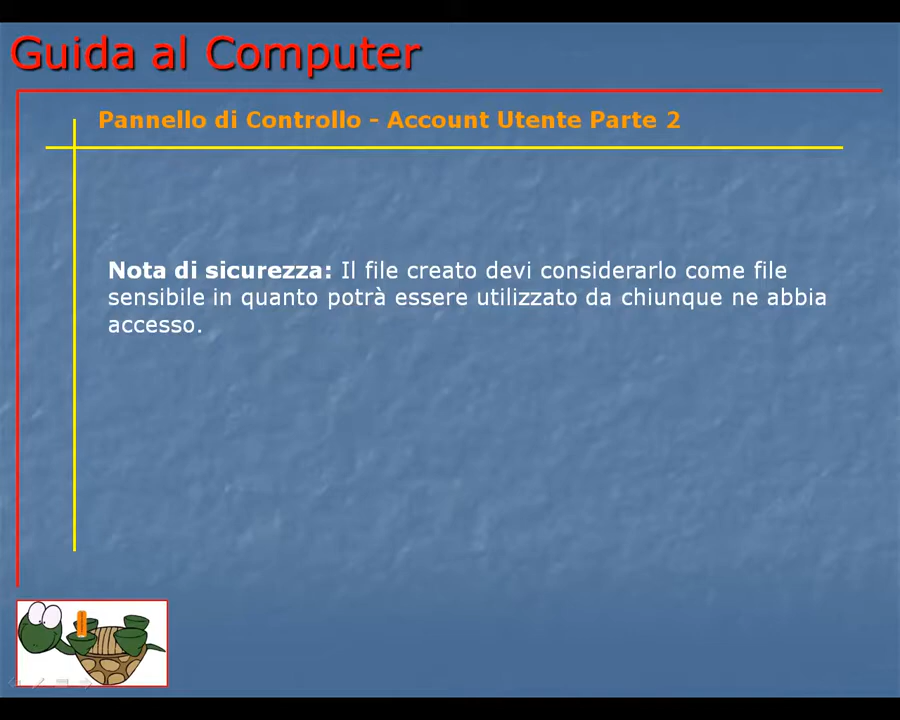 Guida al Computer
Pannello di Controllo - Account Utente Parte 2
Nota di sicurezza: Il file creato devi considerarlo come file
sensibile in quanto potrà essere utilizzato da chiunque ne abbia
accesso.